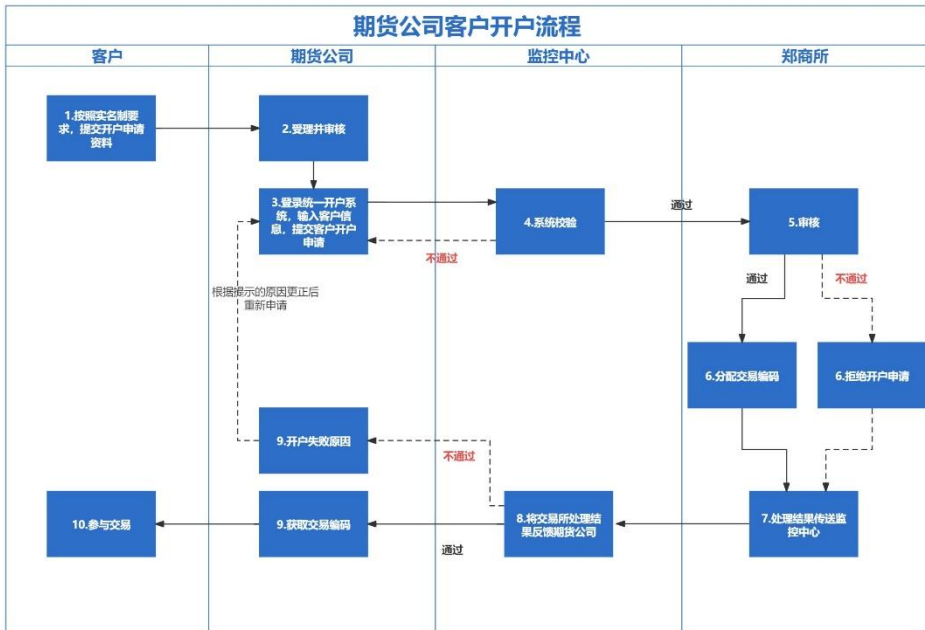 期货公司客户开户流程
客户
期货公司
监控中心
郑商所
1.按照实名制要
求，提交开户申请
资料
2.受理并审核
3.登录统一开户系
统，输入客户信
息，提交客户开户
申请
4.系统校验
通过
5.审核
不通过
通过
不通过
根据提示的原因更正后
重新申请
6.分配交易编码
6.拒绝开户申请
9.开户失败原因
不通过
10.参与交易
9.获取交易编码
通过
8.将交易所处理结
果反馈期货公司
7.处理结果传送监
控中心